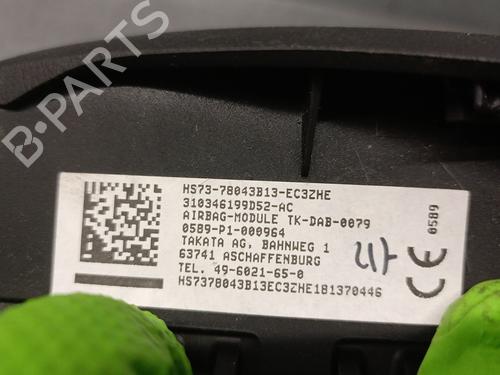 B-PARTS
HS73-78043B13-EC3ZHE
310346199D52-AC
AIRBAG-MODULE TK-DAB-0079
0589-P1-000964
TAKATA AG, BAHNWEG 1
63741 ASCHAFFENBURG
TEL. 49-6021-65-0
HS7378043B13EC3ZHE181370446
0589
CE